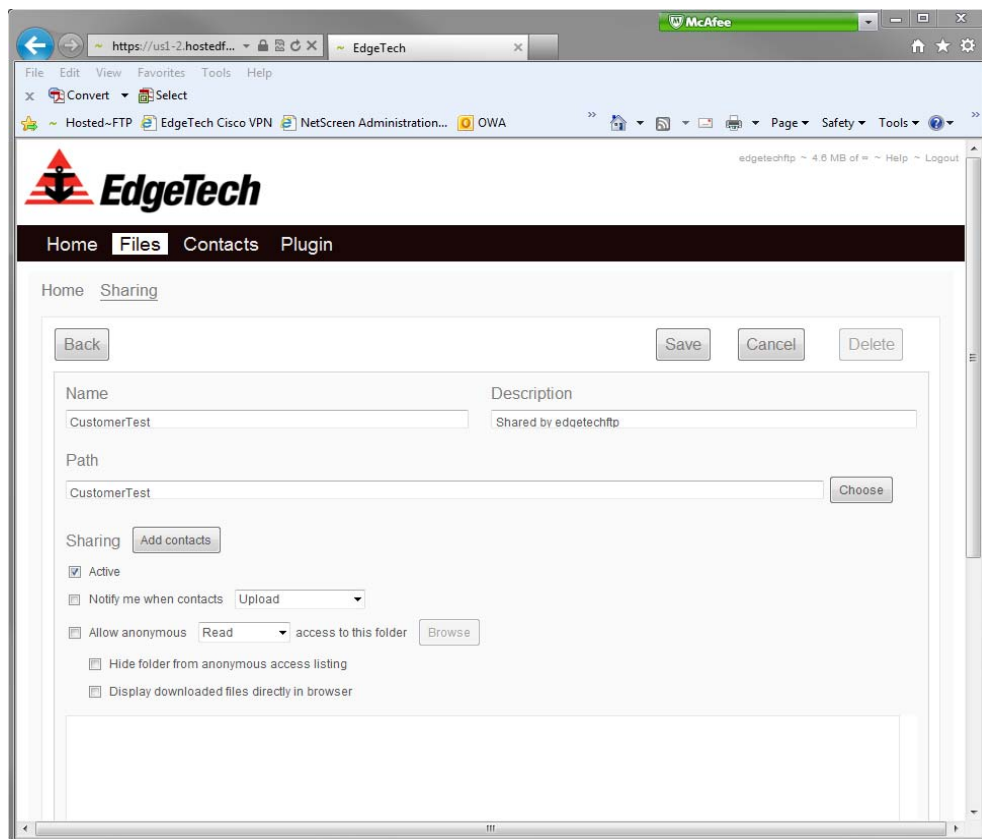 McAfee
https://us1-2.hostedf...
~ EdgeTech
File Edit View Favorites Tools Help
x Convert Select
~ Hosted~FTP EdgeTech Cisco VPN NetScreen Administration... OWA » Page Safety Tools »
edgetechftp ~ 4.6 MB of ∞ ~ Help ~ Logout
EdgeTech
Home Files Contacts Plugin
Home Sharing
Back Save Cancel Delete
Name Description
CustomerTest Shared by edgetechftp
Path
CustomerTest Choose
Sharing Add contacts
Active
Notify me when contacts Upload
Allow anonymous Read access to this folder Browse
Hide folder from anonymous access listing
Display downloaded files directly in browser